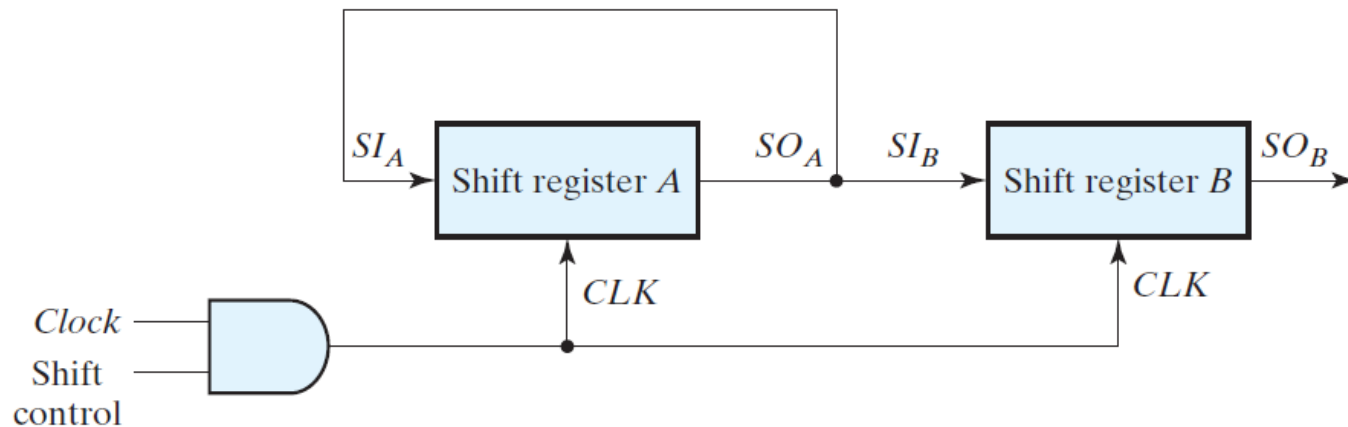 SI_A
Shift register A
SO_A
SI_B
Shift register B
SO_B
CLK
CLK
Clock
Shift
control